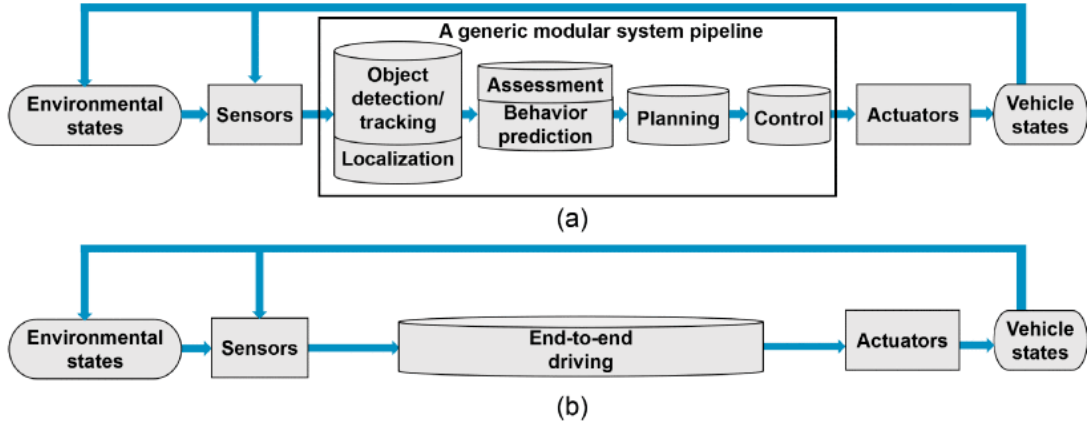 A generic modular system pipeline
Environmental
states
Sensors
Object
detection/
tracking
Localization
Assessment
Behavior
prediction
Planning
Control
Actuators
Vehicle
states
(a)
Environmental
states
Sensors
End-to-end
driving
Actuators
Vehicle
states
(b)